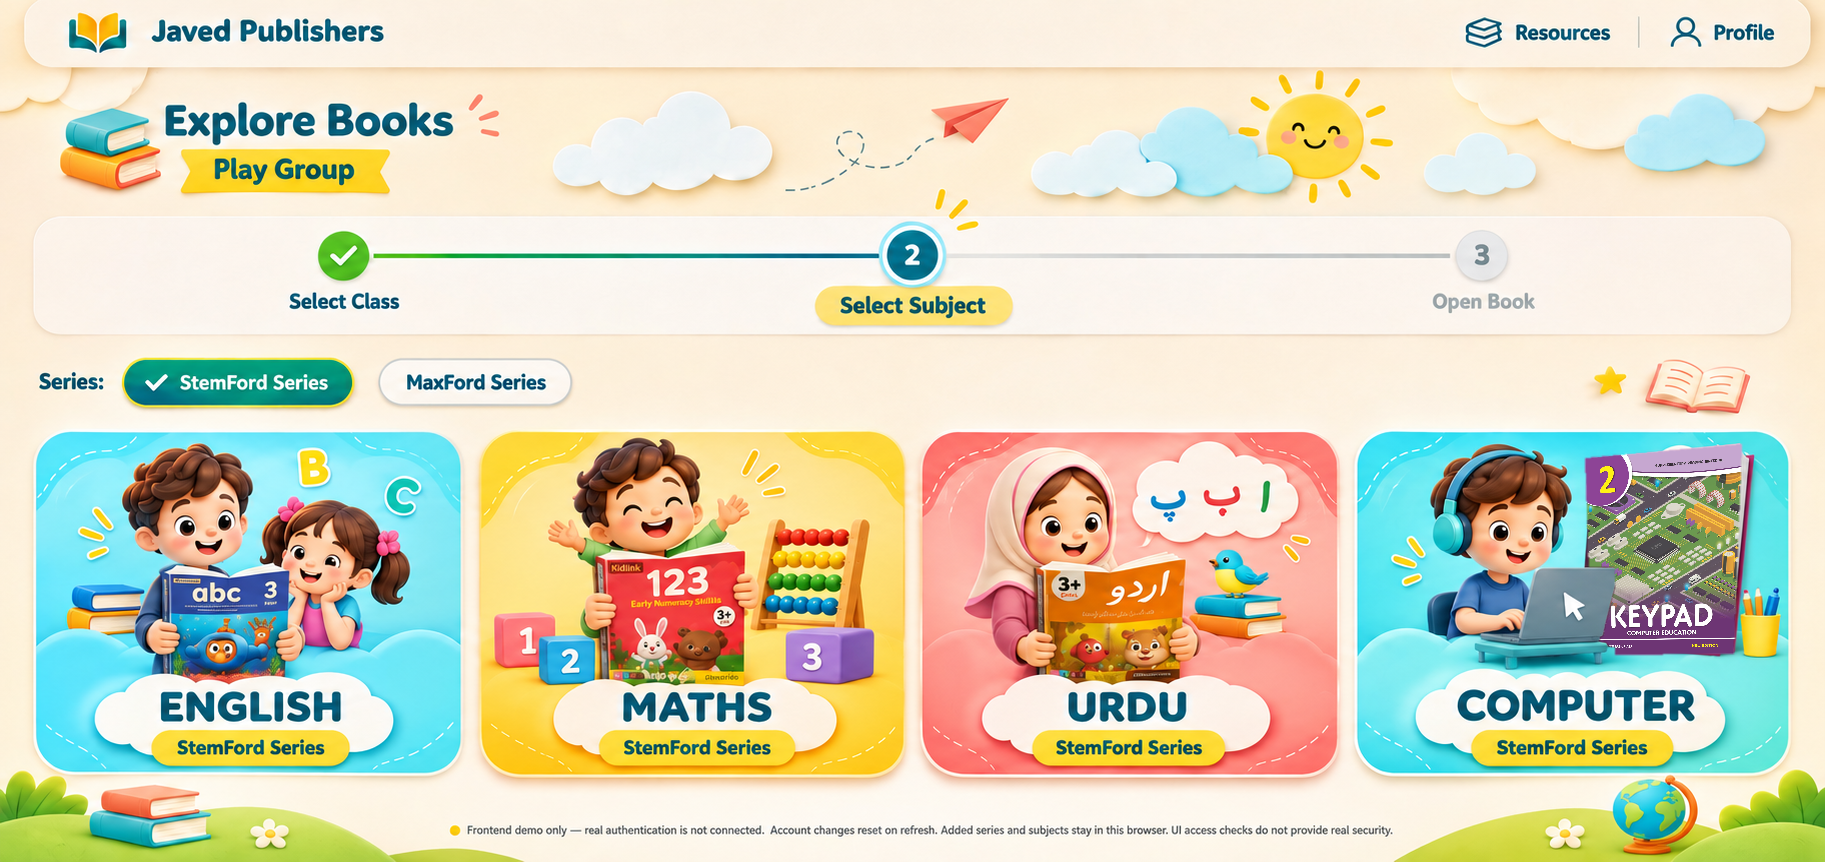 Javed Publishers
Resources
Profile
Explore Books
Play Group
2
3
Select Class
Select Subject
Open Book
Series:
StemFord Series
MaxFord Series
B
C
abc
3
ENGLISH
StemFord Series
Kidlink
123
Early Numeracy Skills
3+
1
2
3
MATHS
StemFord Series
ا ب پ
3+
اردو
URDU
StemFord Series
2
KEYPAD
COMPUTER EDUCATION
COMPUTER
StemFord Series
Frontend demo only — real authentication is not connected. Account changes reset on refresh. Added series and subjects stay in this browser. UI access checks do not provide real security.